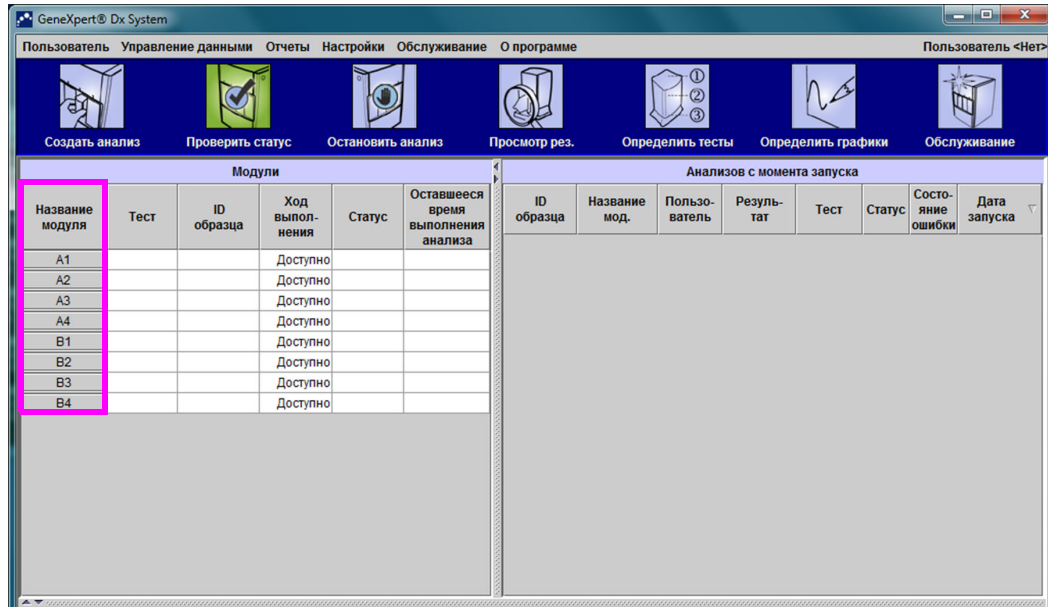 GeneXpert® Dx System
Пользователь Управление данными Отчеты Настройки Обслуживание О программе Пользователь <Нет>
① ② ③
Создать анализ Проверить статус Остановить анализ Просмотр рез. Определить тесты Определить графики Обслуживание
Модули
Название модуля Тест ID образца Ход выпол-нения Статус Оставшееся время выполнения анализа
A1 Доступно
A2 Доступно
A3 Доступно
A4 Доступно
B1 Доступно
B2 Доступно
B3 Доступно
B4 Доступно
Анализов с момента запуска
ID образца Название мод. Пользо-ватель Резуль-тат Тест Статус Состо-яние ошибки Дата запуска